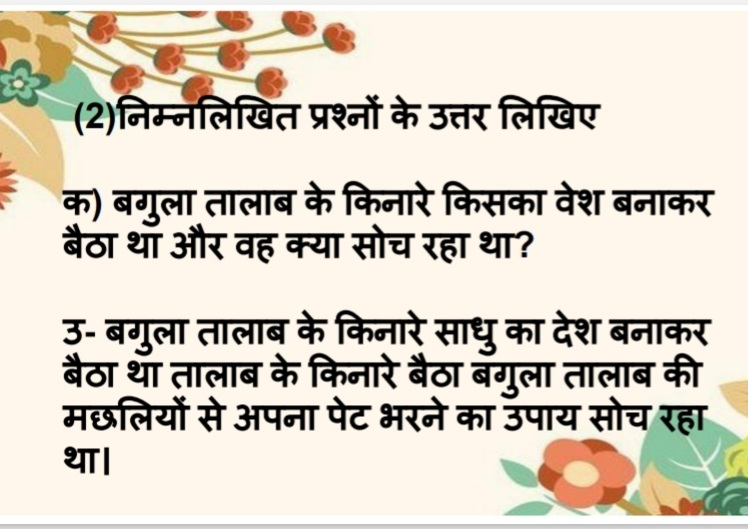 (2)निम्नलिखित प्रश्नों के उत्तर लिखिए
क) बगुला तालाब के किनारे किसका वेश बनाकर
बैठा था और वह क्या सोच रहा था?
उ- बगुला तालाब के किनारे साधु का देश बनाकर
बैठा था तालाब के किनारे बैठा बगुला तालाब की
मछलियों से अपना पेट भरने का उपाय सोच रहा
था|